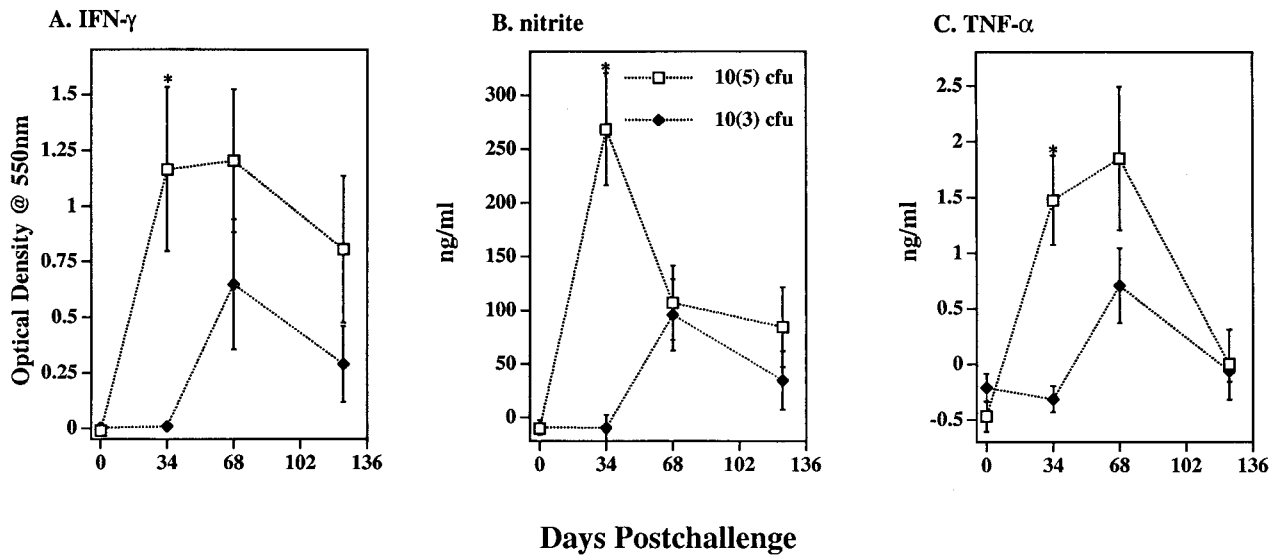 A. IFN-γ
Optical Density @ 550nm
1.5
1.25
1
0.75
0.5
0.25
0
*
0 34 68 102 136
B. nitrite
ng/ml
300
250
200
150
100
50
0
*
10(5) cfu
10(3) cfu
0 34 68 102 136
C. TNF-α
ng/ml
2.5
2
1.5
1
0.5
0
-0.5
*
0 34 68 102 136
Days Postchallenge